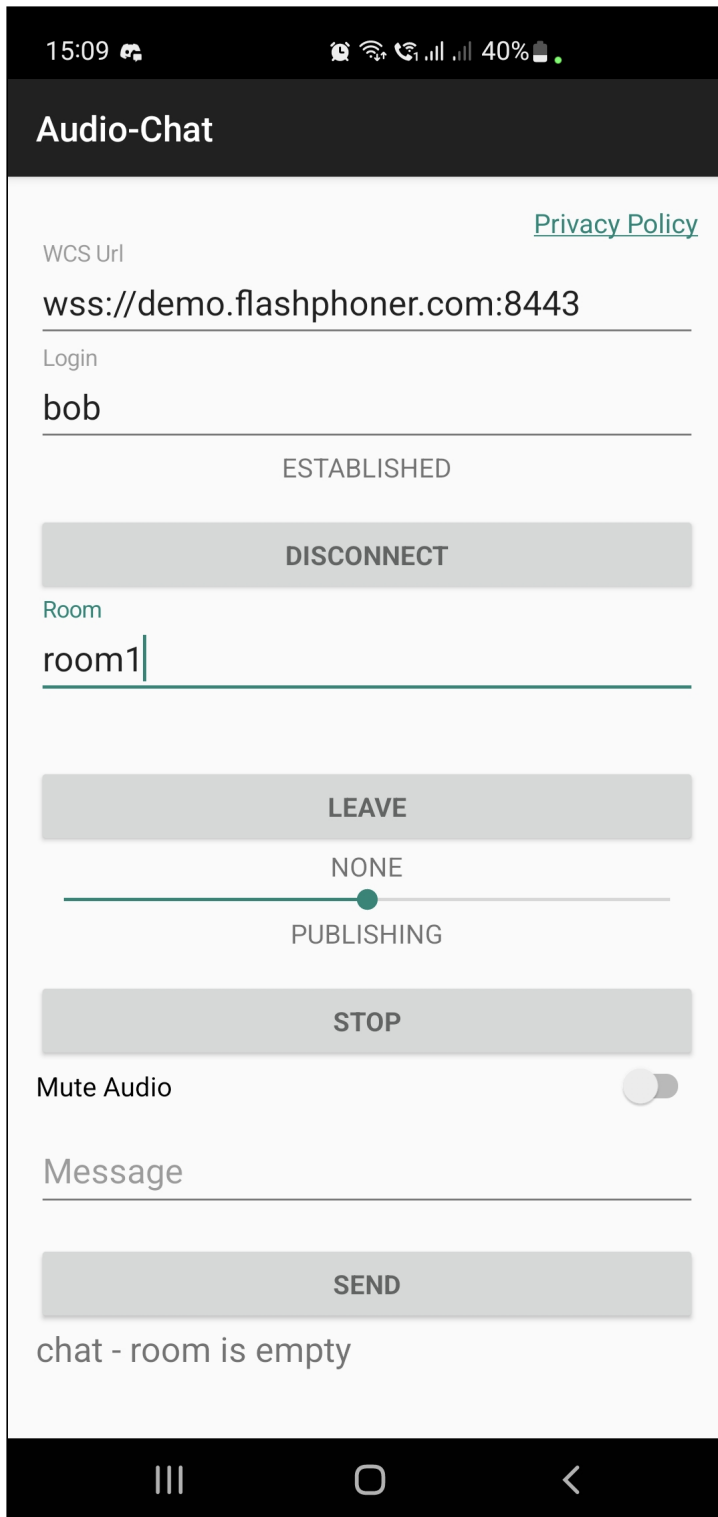 15:09 40%
Audio-Chat
Privacy Policy
WCS Url
wss://demo.flashphoner.com:8443
Login
bob
ESTABLISHED
DISCONNECT
Room
room1
LEAVE
NONE
PUBLISHING
STOP
Mute Audio
Message
SEND
chat - room is empty